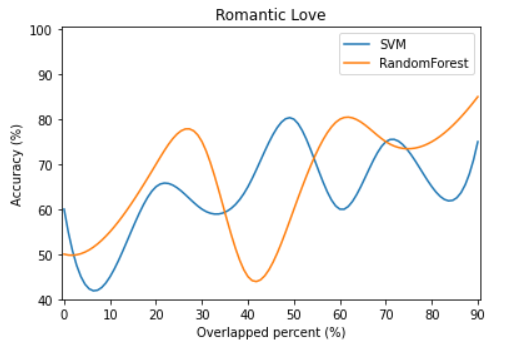 Romantic Love
SVM
RandomForest
100
90
80
70
60
50
40
Accuracy (%)
0 10 20 30 40 50 60 70 80 90
Overlapped percent (%)